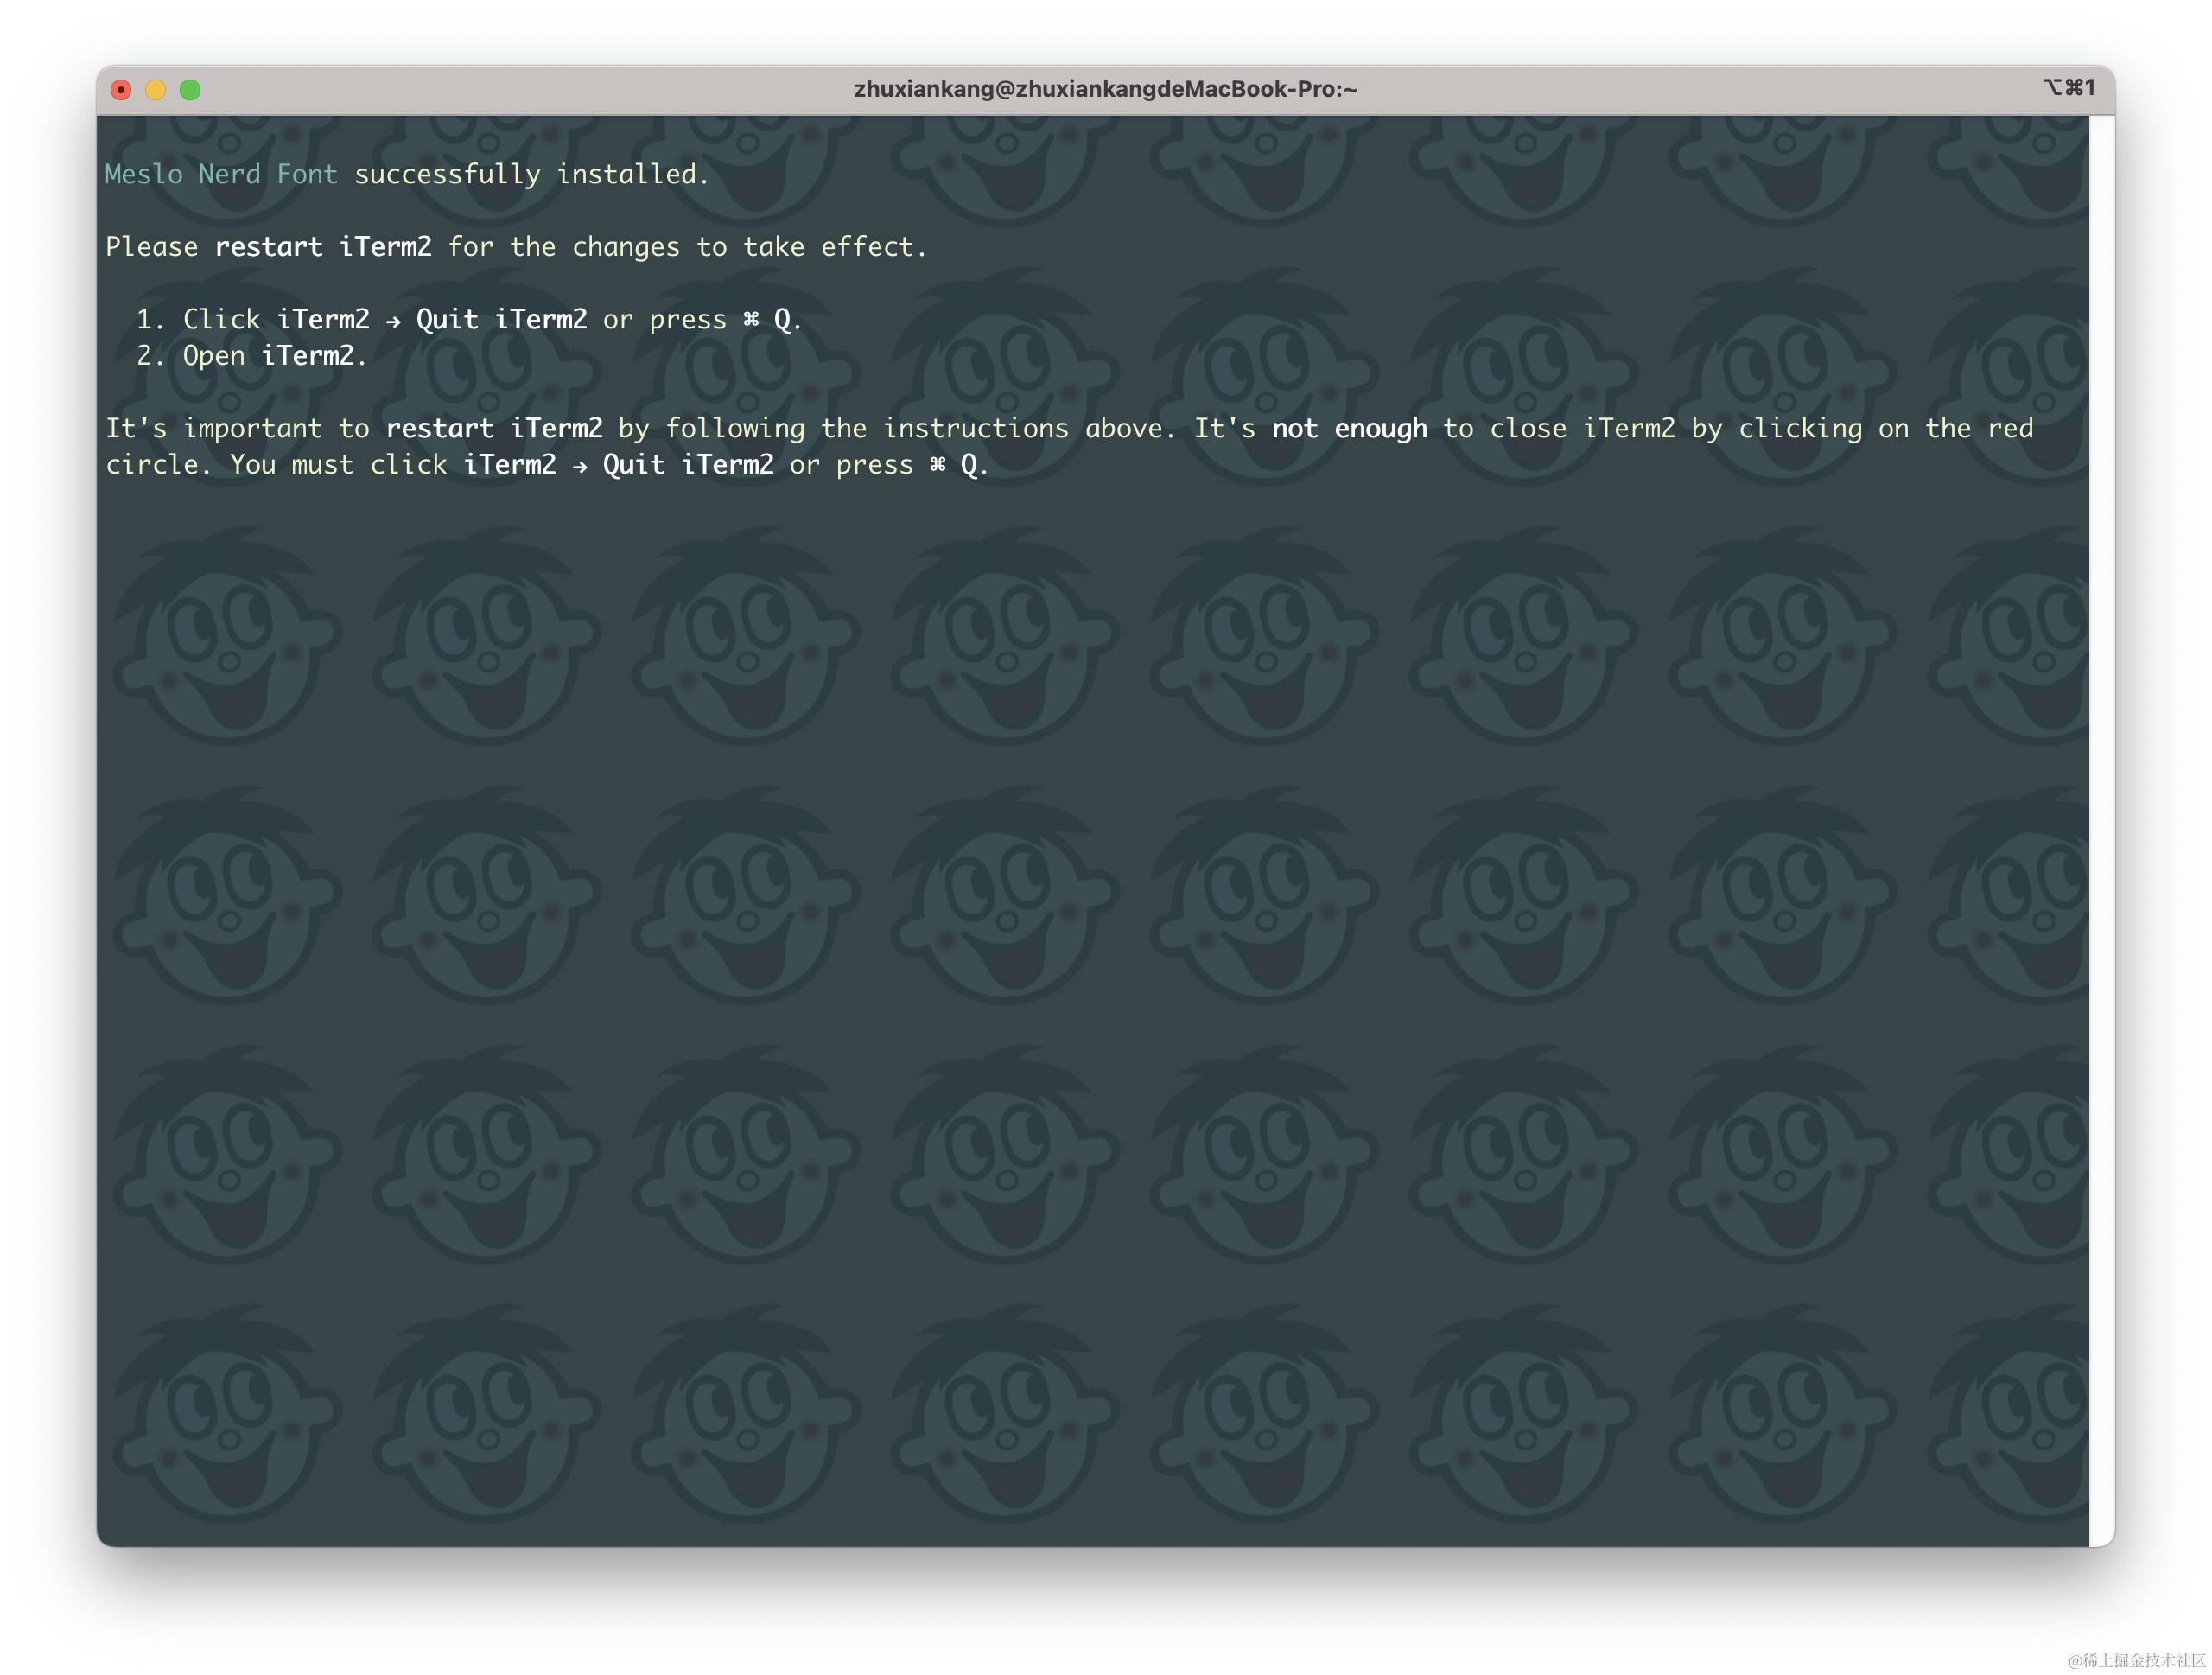 zhuxiankang@zhuxiankangdeMacBook-Pro:~
⌥⌘1
Meslo Nerd Font successfully installed.
Please restart iTerm2 for the changes to take effect.
1. Click iTerm2 → Quit iTerm2 or press ⌘ Q.
2. Open iTerm2.
It's important to restart iTerm2 by following the instructions above. It's not enough to close iTerm2 by clicking on the red
circle. You must click iTerm2 → Quit iTerm2 or press ⌘ Q.
@稀土掘金技术社区